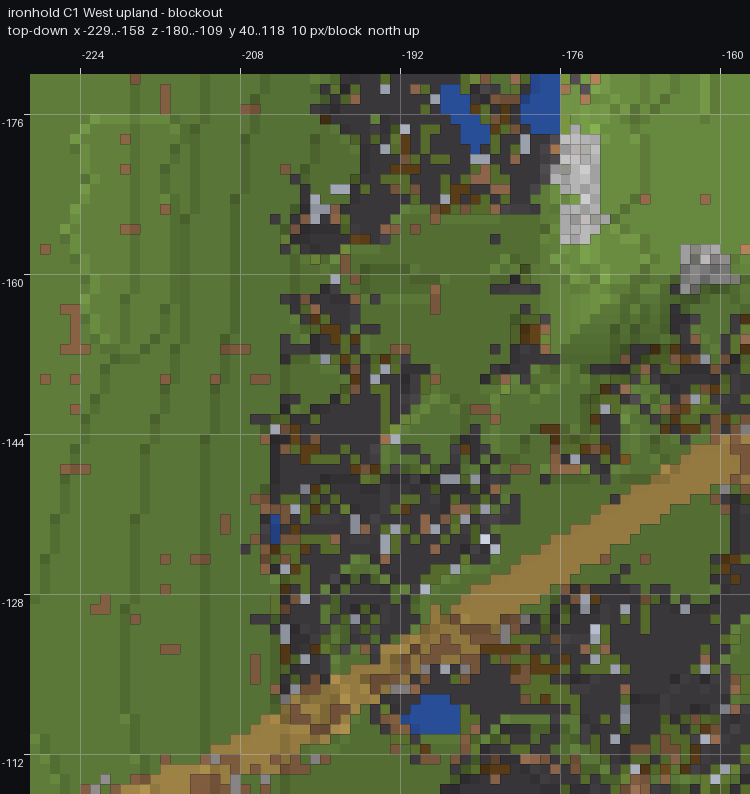 ironhold C1 West upland - blockout
top-down x -229..-158 z -180..-109 y 40..118 10 px/block north up
-224 -208 -192 -176 -160
-176
-160
-144
-128
-112